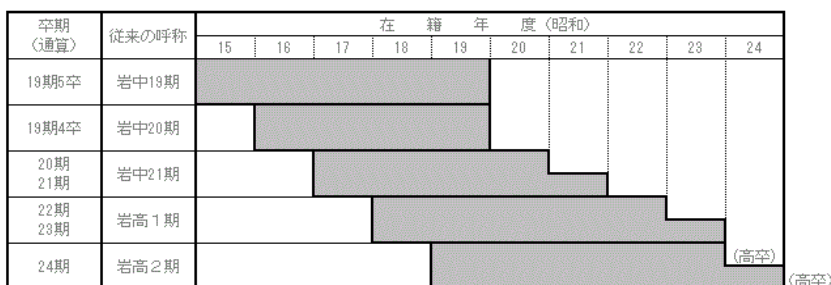 卒期
(通算)
従来の呼称
在籍年度(昭和)
15 16 17 18 19 20 21 22 23 24
19期5卒 岩中19期
19期4卒 岩中20期
20期
21期
岩中21期
22期
23期
岩高1期
24期 岩高2期
(高卒)
(高卒)